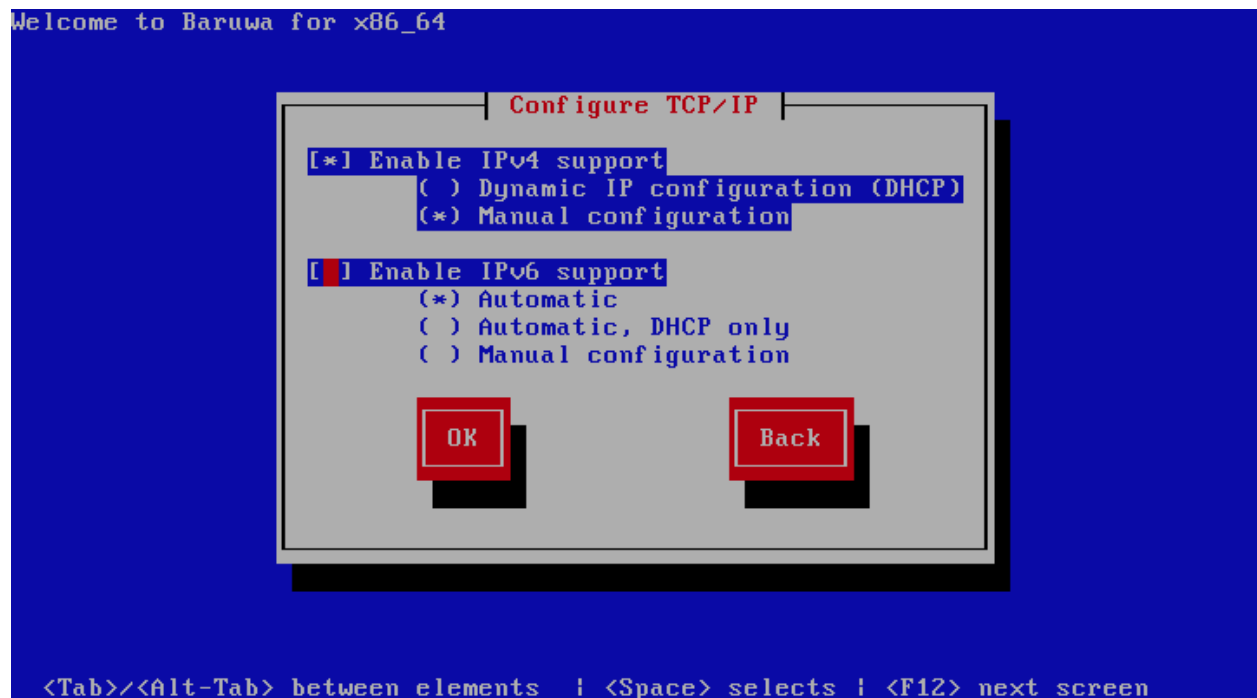 Welcome to Baruwa for x86_64
Configure TCP/IP
[*] Enable IPv4 support
( ) Dynamic IP configuration (DHCP)
(*) Manual configuration
[ ] Enable IPv6 support
(*) Automatic
( ) Automatic, DHCP only
( ) Manual configuration
OK Back
<Tab>/<Alt-Tab> between elements | <Space> selects | <F12> next screen